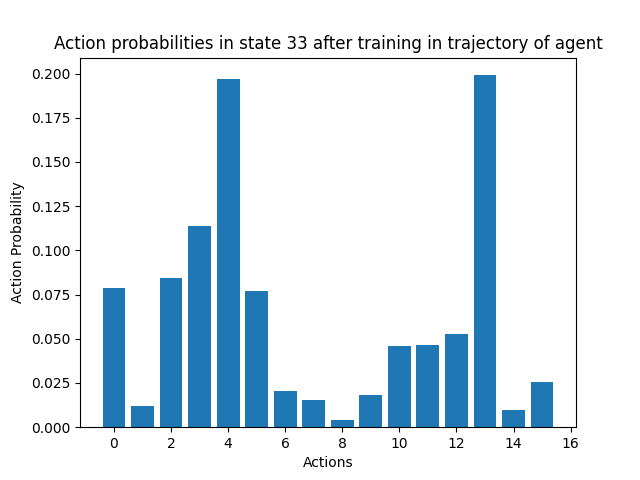 Action probabilities in state 33 after training in trajectory of agent
Action Probability
0.200
0.175
0.150
0.125
0.100
0.075
0.050
0.025
0.000
0 2 4 6 8 10 12 14 16
Actions